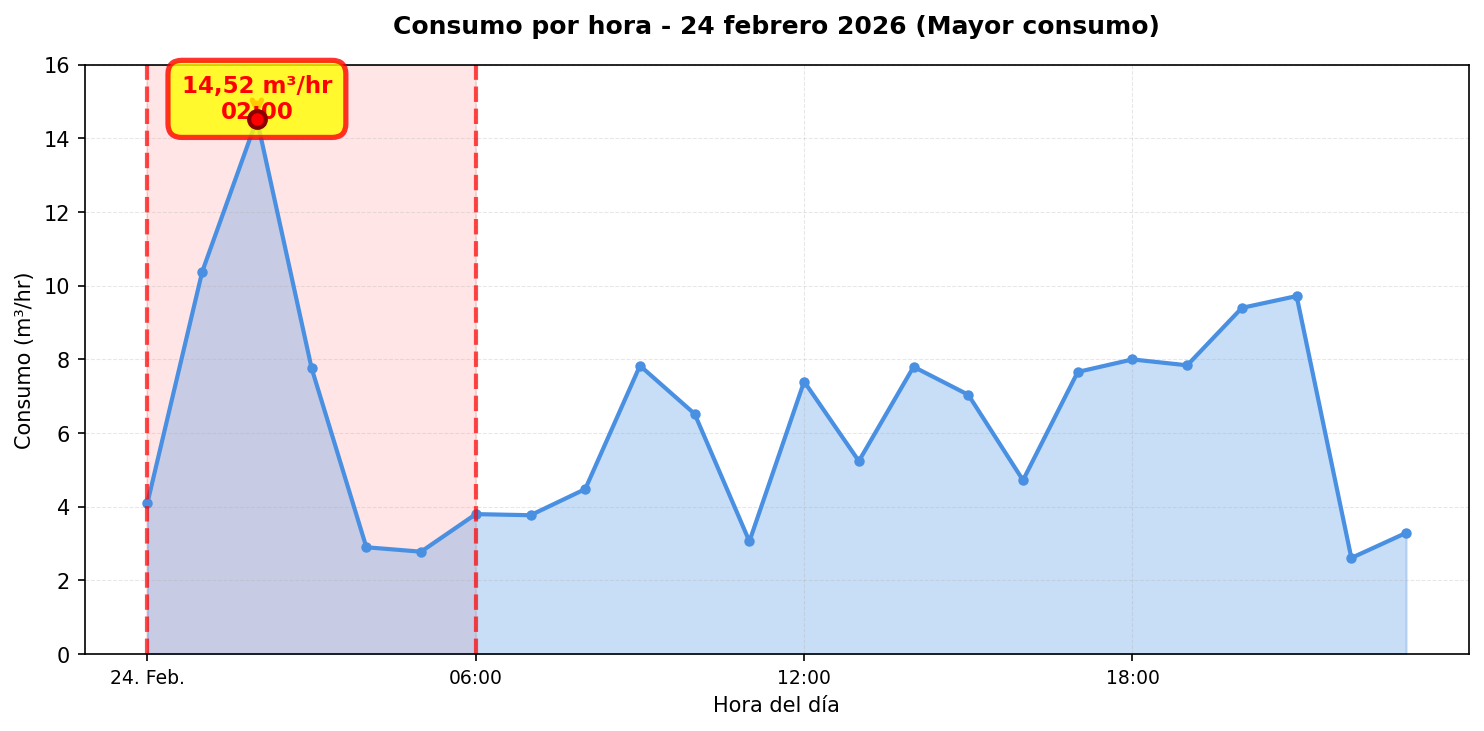 Consumo por hora - 24 febrero 2026 (Mayor consumo)
14,52 m³/hr
02:00
Consumo (m³/hr)
16
14
12
10
8
6
4
2
0
24. Feb.
06:00
12:00
18:00
Hora del día